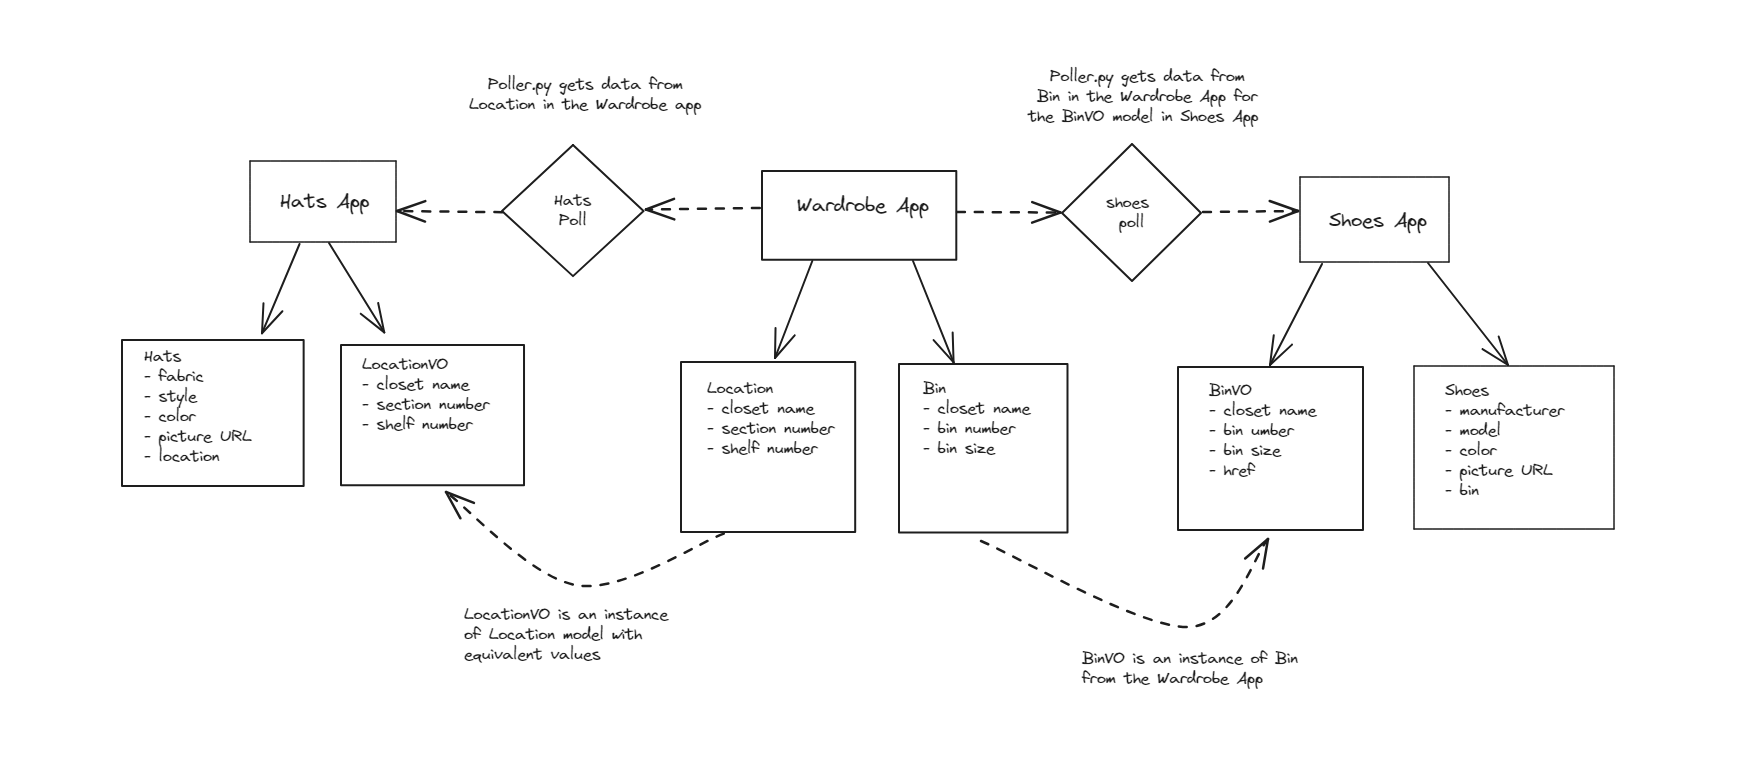 Poller.py gets data from
Location in the Wardrobe app
Poller.py gets data from
Bin in the Wardrobe App for
the BinVO model in Shoes App
Hats App
Hats
Poll
Wardrobe App
shoes
poll
Shoes App
Hats
- fabric
- style
- color
- picture URL
- location
LocationVO
- closet name
- section number
- shelf number
Location
- closet name
- section number
- shelf number
Bin
- closet name
- bin number
- bin size
BinVO
- closet name
- bin umber
- bin size
- href
Shoes
- manufacturer
- model
- color
- picture URL
- bin
LocationVO is an instance
of Location model with
equivalent values
BinVO is an instance of Bin
from the Wardrobe App